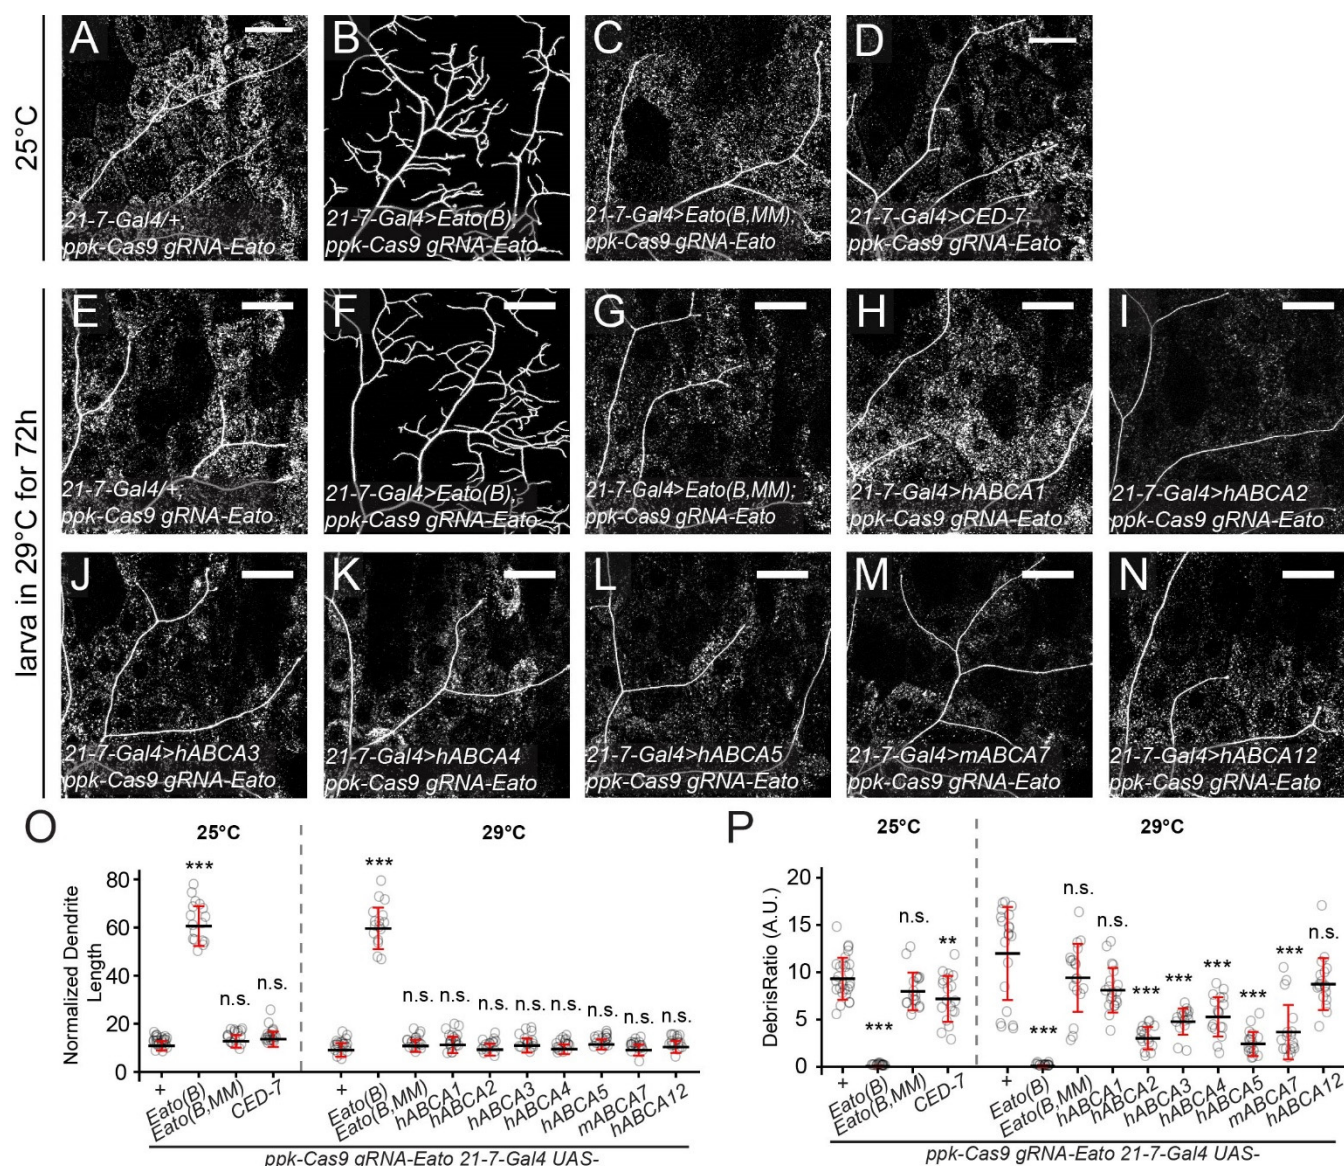 25°C
A
21-7-Gal4/+;
ppk-Cas9 gRNA-Eato
B
21-7-Gal4>Eato(B);
ppk-Cas9 gRNA-Eato
C
21-7-Gal4>Eato(B,MM);
ppk-Cas9 gRNA-Eato
D
21-7-Gal4>CED-7;
ppk-Cas9 gRNA-Eato
larva in 29°C for 72h
E
21-7-Gal4/+;
ppk-Cas9 gRNA-Eato
F
21-7-Gal4>Eato(B);
ppk-Cas9 gRNA-Eato
G
21-7-Gal4>Eato(B,MM);
ppk-Cas9 gRNA-Eato
H
21-7-Gal4>hABCA1
ppk-Cas9 gRNA-Eato
I
21-7-Gal4>hABCA2
ppk-Cas9 gRNA-Eato
J
21-7-Gal4>hABCA3
ppk-Cas9 gRNA-Eato
K
21-7-Gal4>hABCA4
ppk-Cas9 gRNA-Eato
L
21-7-Gal4>hABCA5
ppk-Cas9 gRNA-Eato
M
21-7-Gal4>mABCA7
ppk-Cas9 gRNA-Eato
N
21-7-Gal4>hABCA12
ppk-Cas9 gRNA-Eato
O
25°C 29°C
Normalized Dendrite
Length
80
60
40
20
0
*** n.s. n.s. *** n.s. n.s. n.s. n.s. n.s. n.s. n.s. n.s.
+ Eato(B) Eato(B,MM) CED-7 + Eato(B) Eato(B,MM) hABCA1 hABCA2 hABCA3 hABCA4 hABCA5 mABCA7 hABCA12
ppk-Cas9 gRNA-Eato 21-7-Gal4 UAS-
P
25°C 29°C
DebrisRatio (A.U.)
20
15
10
5
0
*** n.s. ** *** n.s. n.s. *** *** *** *** *** n.s.
+ Eato(B) Eato(B,MM) CED-7 + Eato(B) Eato(B,MM) hABCA1 hABCA2 hABCA3 hABCA4 hABCA5 mABCA7 hABCA12
ppk-Cas9 gRNA-Eato 21-7-Gal4 UAS-